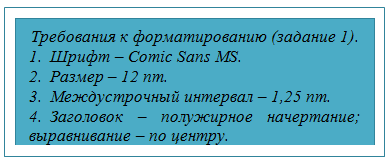 Требования к форматированию (задание 1).
1. Шрифт – Comic Sans MS.
2. Размер – 12 пт.
3. Междустрочный интервал – 1,25 пт.
4. Заголовок – полужирное начертание;
выравнивание – по центру.